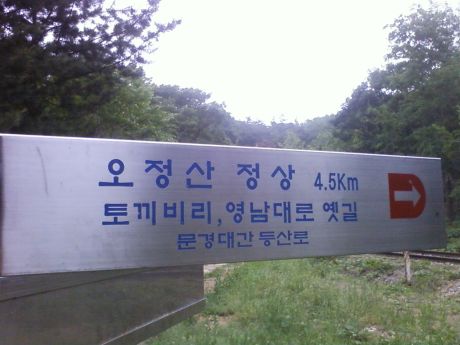 오정산 정상 4.5Km
토끼비리,영남대로 옛길
문경대간 등산로